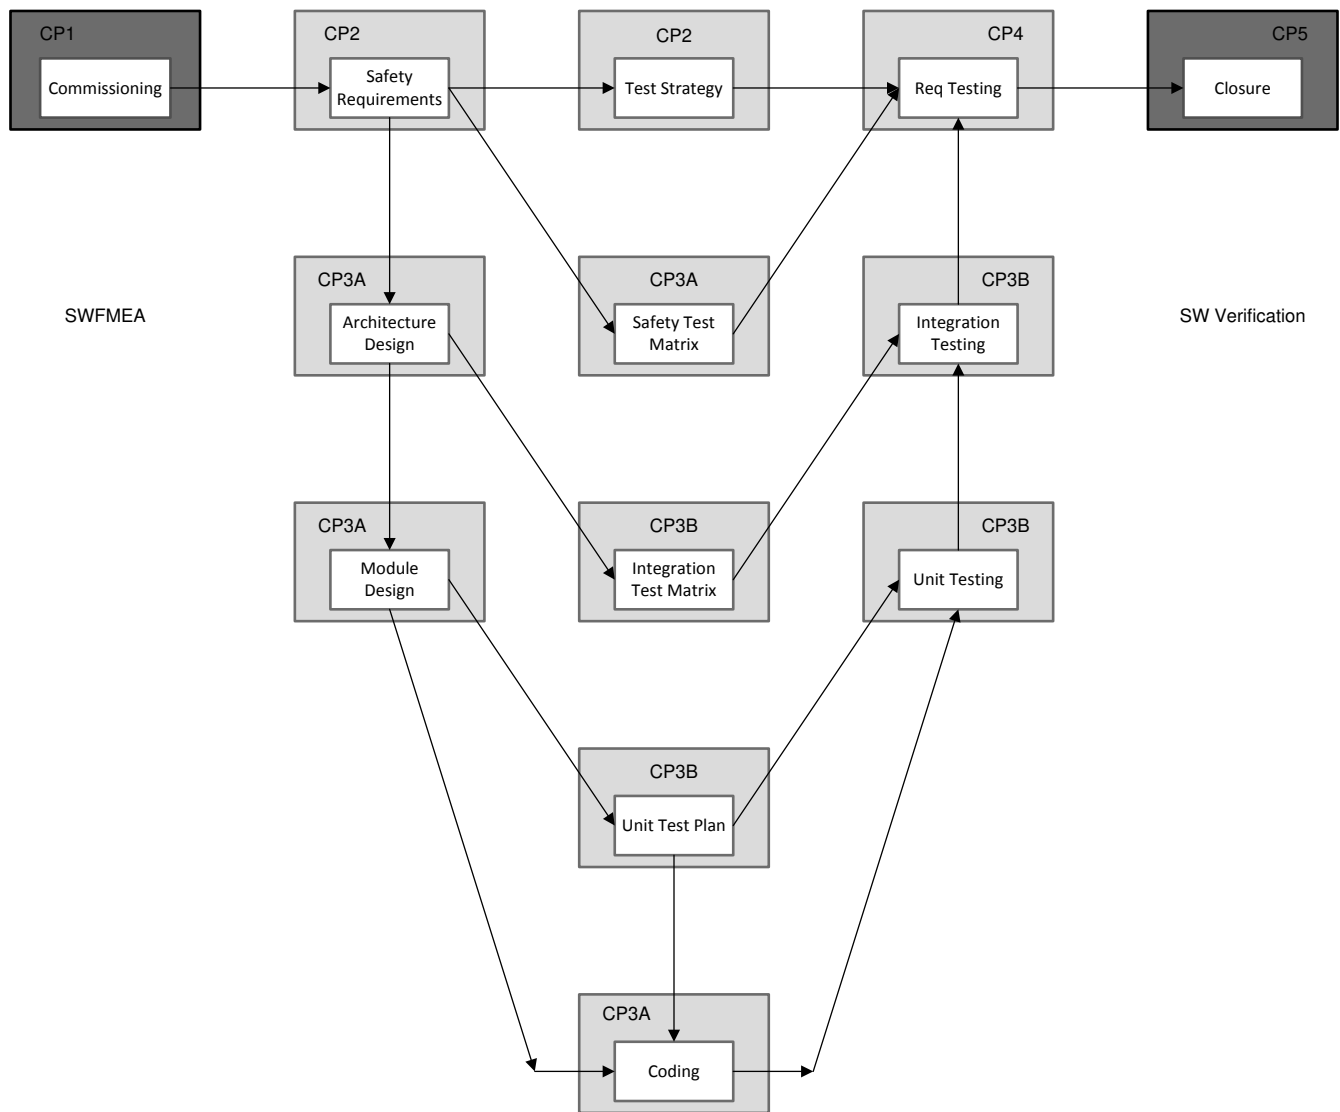 CP1
Commissioning
CP2
Safety
Requirements
CP2
Test Strategy
CP4
Req Testing
CP5
Closure
SWFMEA
CP3A
Architecture
Design
CP3A
Safety Test
Matrix
CP3B
Integration
Testing
SW Verification
CP3A
Module
Design
CP3B
Integration
Test Matrix
CP3B
Unit Testing
CP3B
Unit Test Plan
CP3A
Coding